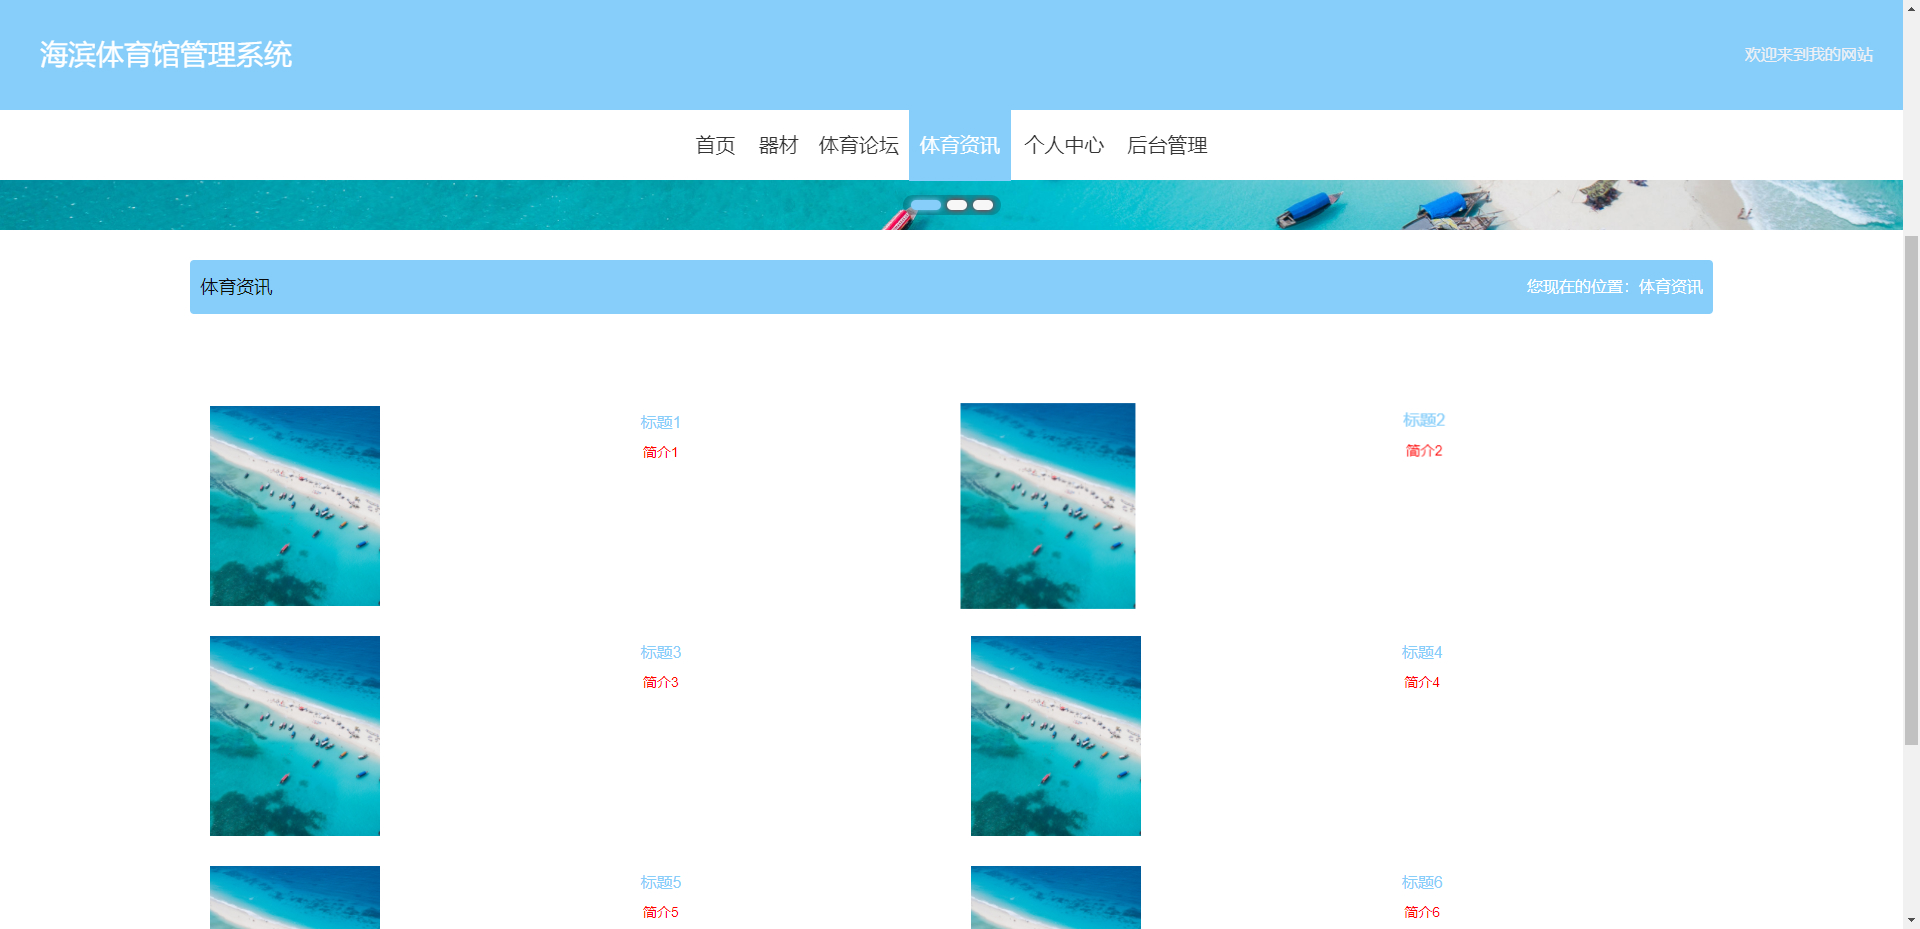 海滨体育馆管理系统
欢迎来到我的网站
首页 器材 体育论坛 体育资讯 个人中心 后台管理
体育资讯
您现在的位置：体育资讯
标题1
简介1
标题2
简介2
标题3
简介3
标题4
简介4
标题5
简介5
标题6
简介6